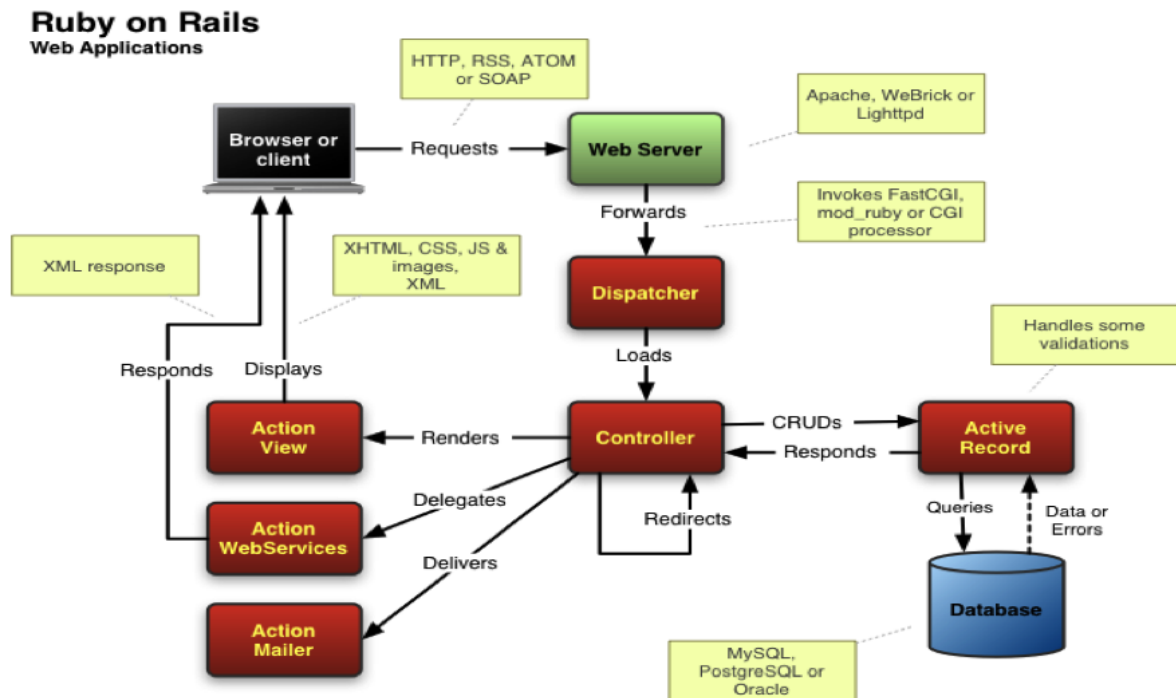 Ruby on Rails
Web Applications
HTTP, RSS, ATOM
or SOAP
Apache, WeBrick or
Lighttpd
Browser or
client
Requests
Web Server
Forwards
Invokes FastCGI,
mod_ruby or CGI
processor
XML response
XHTML, CSS, JS &
images,
XML
Dispatcher
Handles some
validations
Responds
Displays
Loads
Action
View
Renders
Controller
CRUDs
Responds
Active
Record
Delegates
Redirects
Queries
Data or
Errors
Action
WebServices
Delivers
Action
Mailer
Database
MySQL,
PostgreSQL or
Oracle